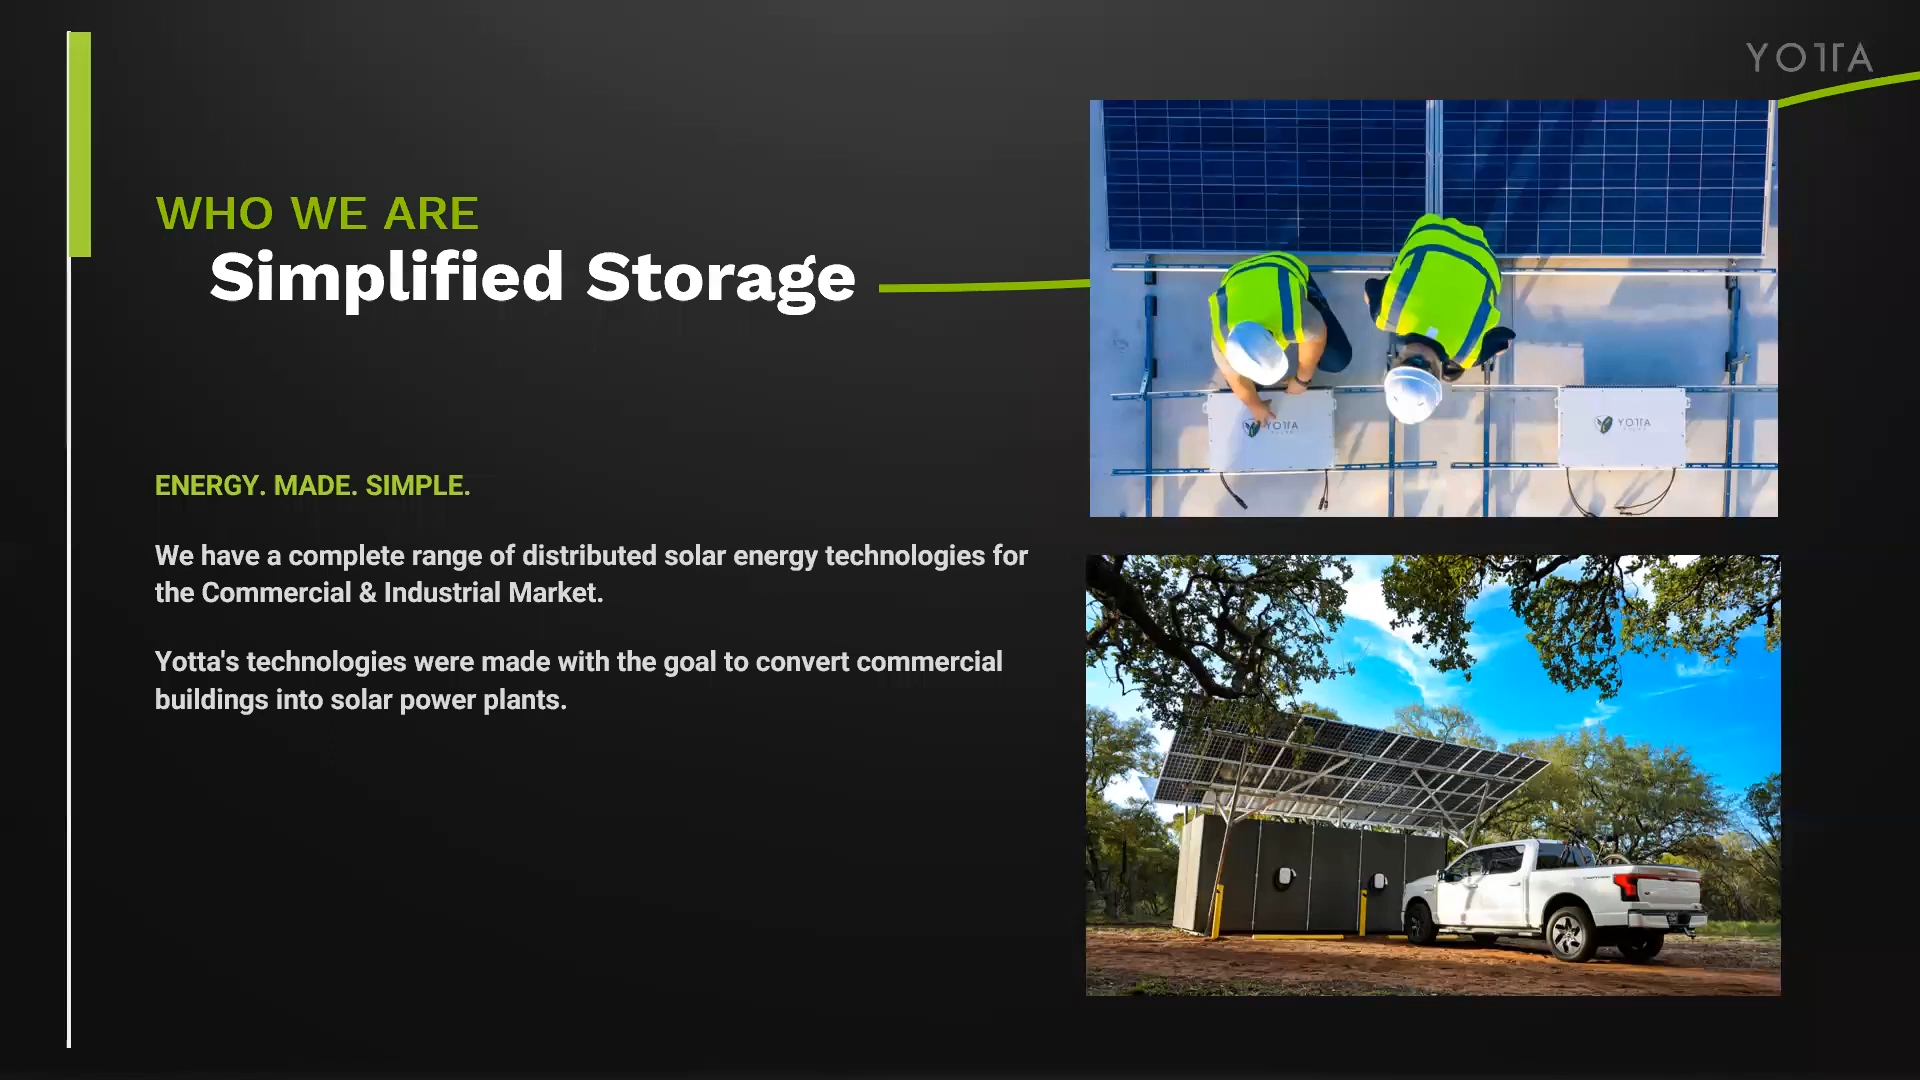 YOTTA
WHO WE ARE
Simplified Storage
ENERGY. MADE. SIMPLE.
We have a complete range of distributed solar energy technologies for
the Commercial & Industrial Market.
Yotta's technologies were made with the goal to convert commercial
buildings into solar power plants.
YOTTA
YOTTA